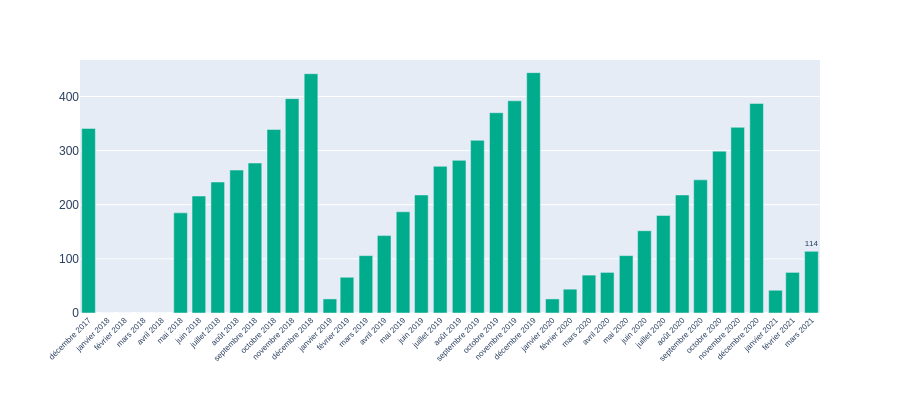 400
300
200
100
0
114
décembre 2017
janvier 2018
février 2018
mars 2018
avril 2018
mai 2018
juin 2018
juillet 2018
août 2018
septembre 2018
octobre 2018
novembre 2018
décembre 2018
janvier 2019
février 2019
mars 2019
avril 2019
mai 2019
juin 2019
juillet 2019
août 2019
septembre 2019
octobre 2019
novembre 2019
décembre 2019
janvier 2020
février 2020
mars 2020
avril 2020
mai 2020
juin 2020
juillet 2020
août 2020
septembre 2020
octobre 2020
novembre 2020
décembre 2020
janvier 2021
février 2021
mars 2021